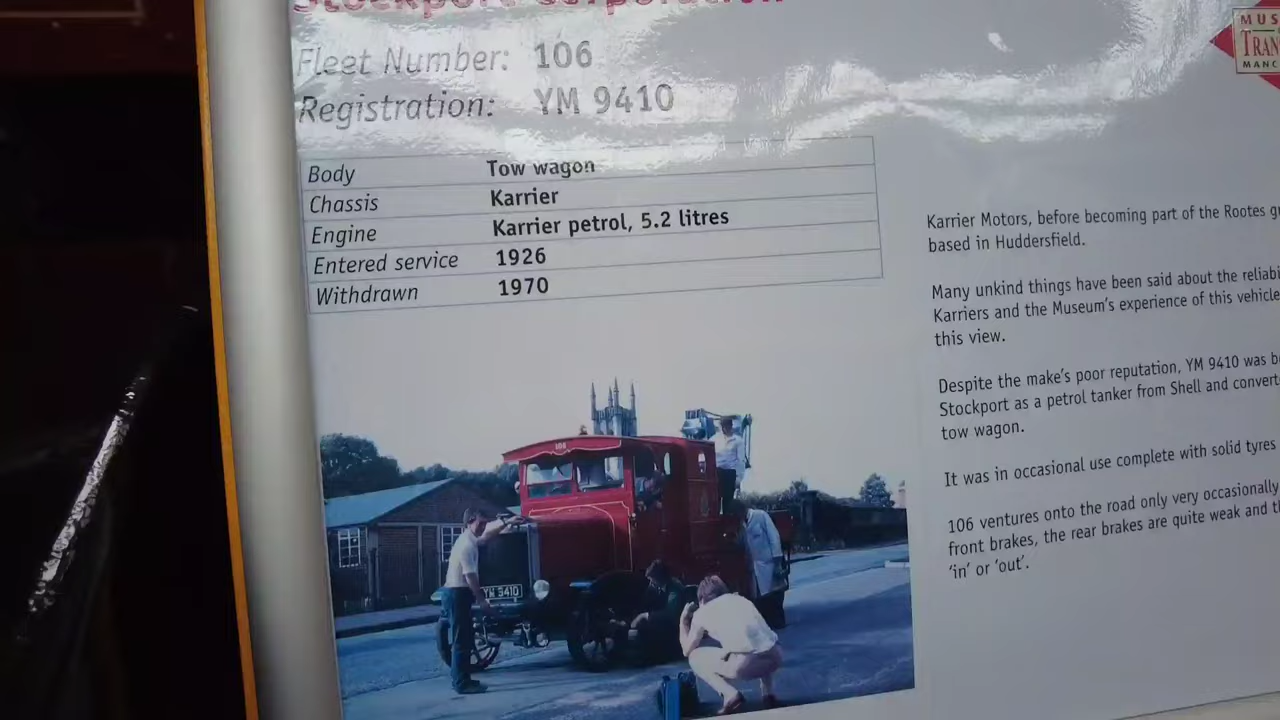 Stockport Corporation
Fleet Number: 106
Registration: YM 9410
Body Tow wagon
Chassis Karrier
Engine Karrier petrol, 5.2 litres
Entered service 1926
Withdrawn 1970
Karrier Motors, before becoming part of the Rootes
based in Huddersfield.
Many unkind things have been said about the
Karriers and the Museum's experience of this vehicle
this view.
Despite the make's poor reputation, YM 9410 was
Stockport as a petrol tanker from Shell and
tow wagon.
It was in occasional use complete with solid tyres
106 ventures onto the road only very occasionally
front brakes, the rear brakes are quite weak and
'in' or 'out'.
106
YM 9410